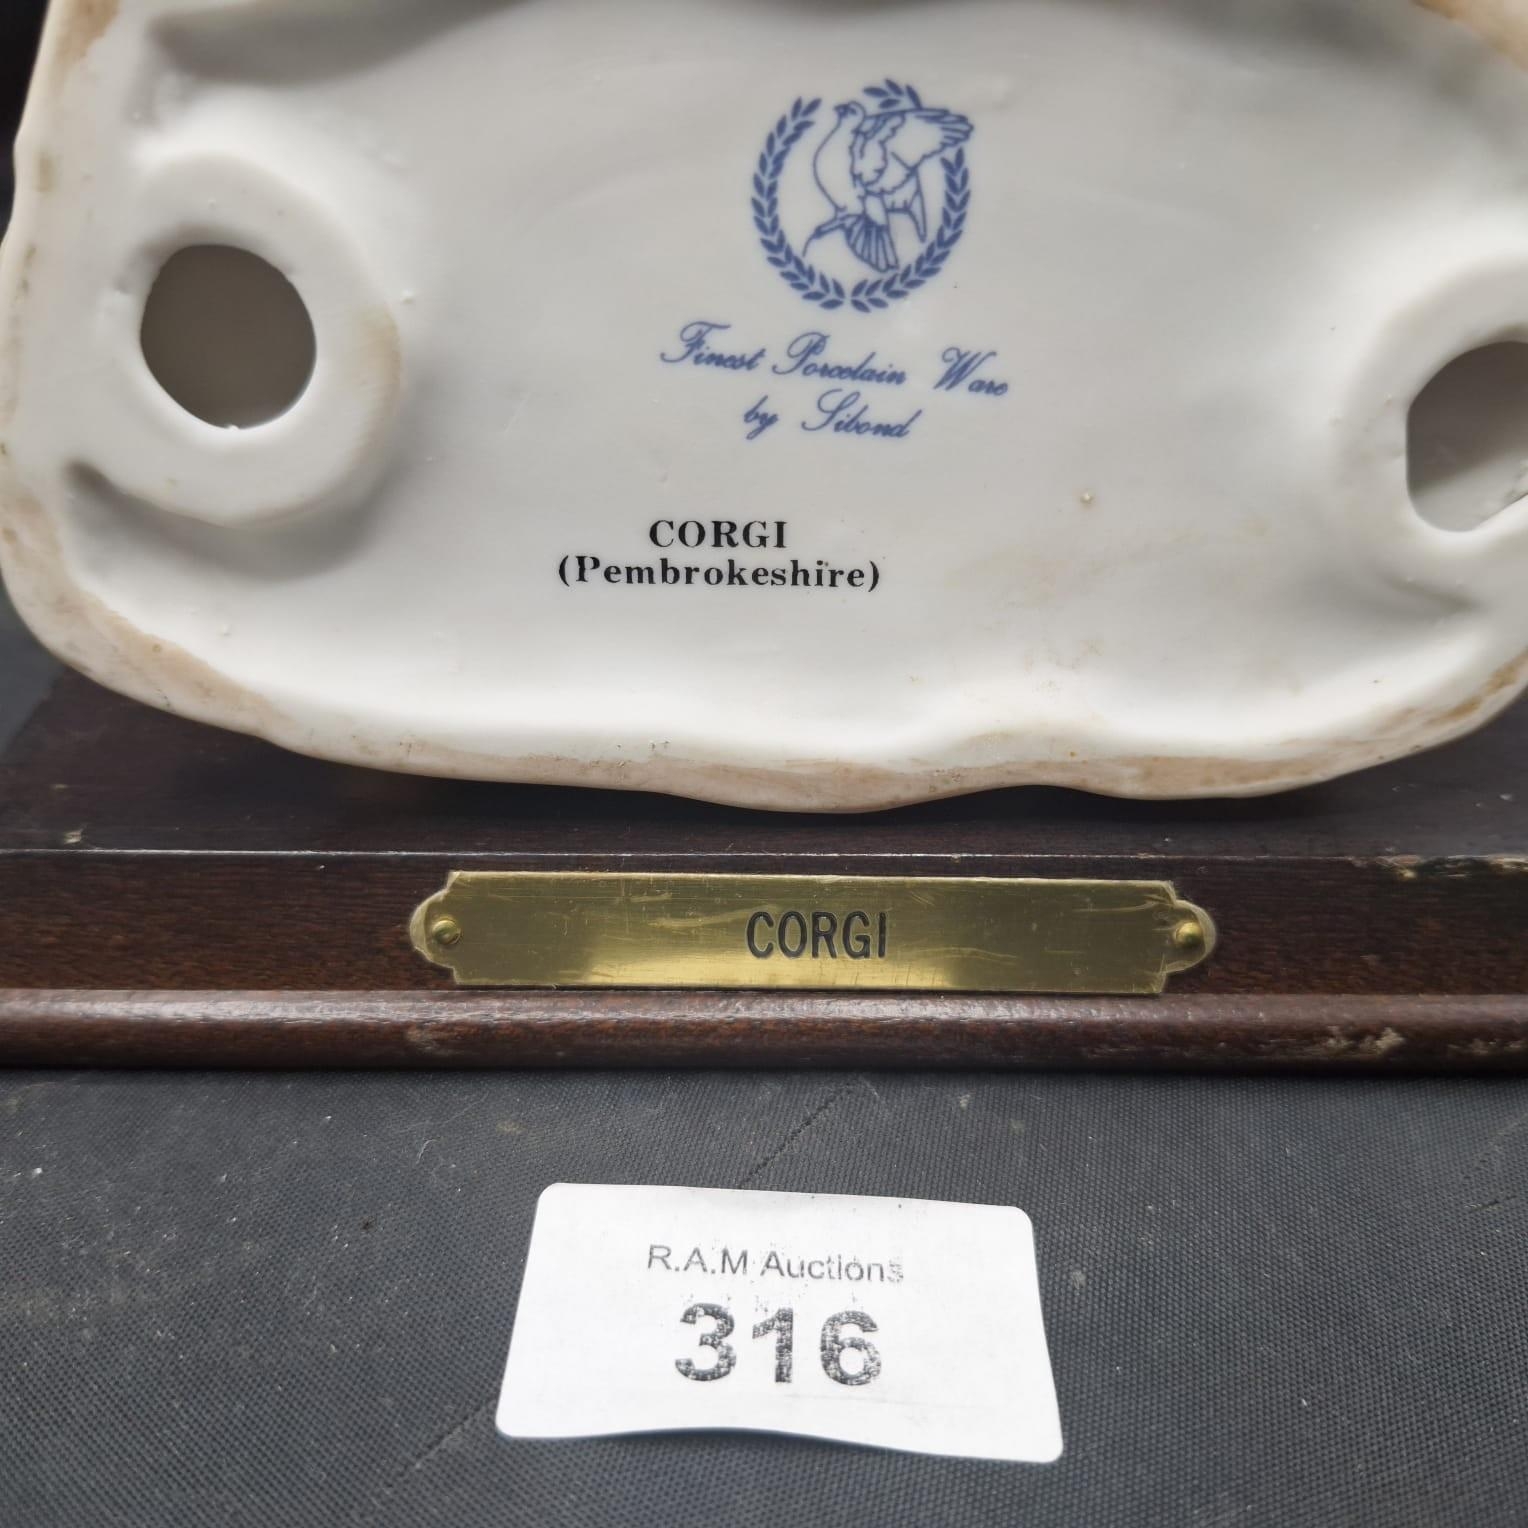 Finest Porcelain Ware
by Sibond
CORGI
(Pembrokeshire)
CORGI
R.A.M Auctions
316